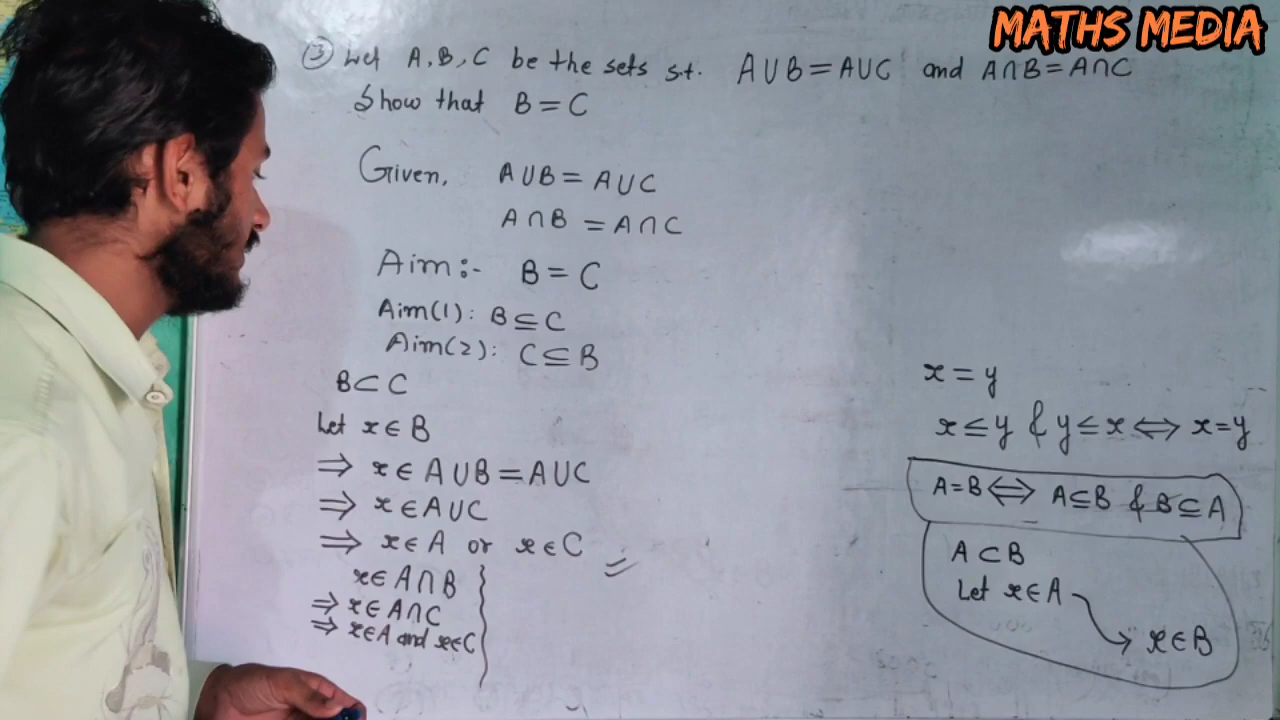 MATHS MEDIA
③ Let A, B, C be the sets s.t. A∪B=A∪C and A∩B=A∩C
Show that B=C
Given, A∪B=A∪C
A∩B=A∩C
Aim:- B=C
Aim(1): B⊆C
Aim(2): C⊆B
B⊂C
Let x∈B
⇒ x∈A∪B=A∪C
⇒ x∈A∪C
⇒ x∈A or x∈C
x∈A∩B
⇒ x∈A∩C
⇒ x∈A and x∈C
x=y
x≤y & y≤x ⇔ x=y
A=B ⇔ A⊆B & B⊆A
A⊂B
Let x∈A
x∈B